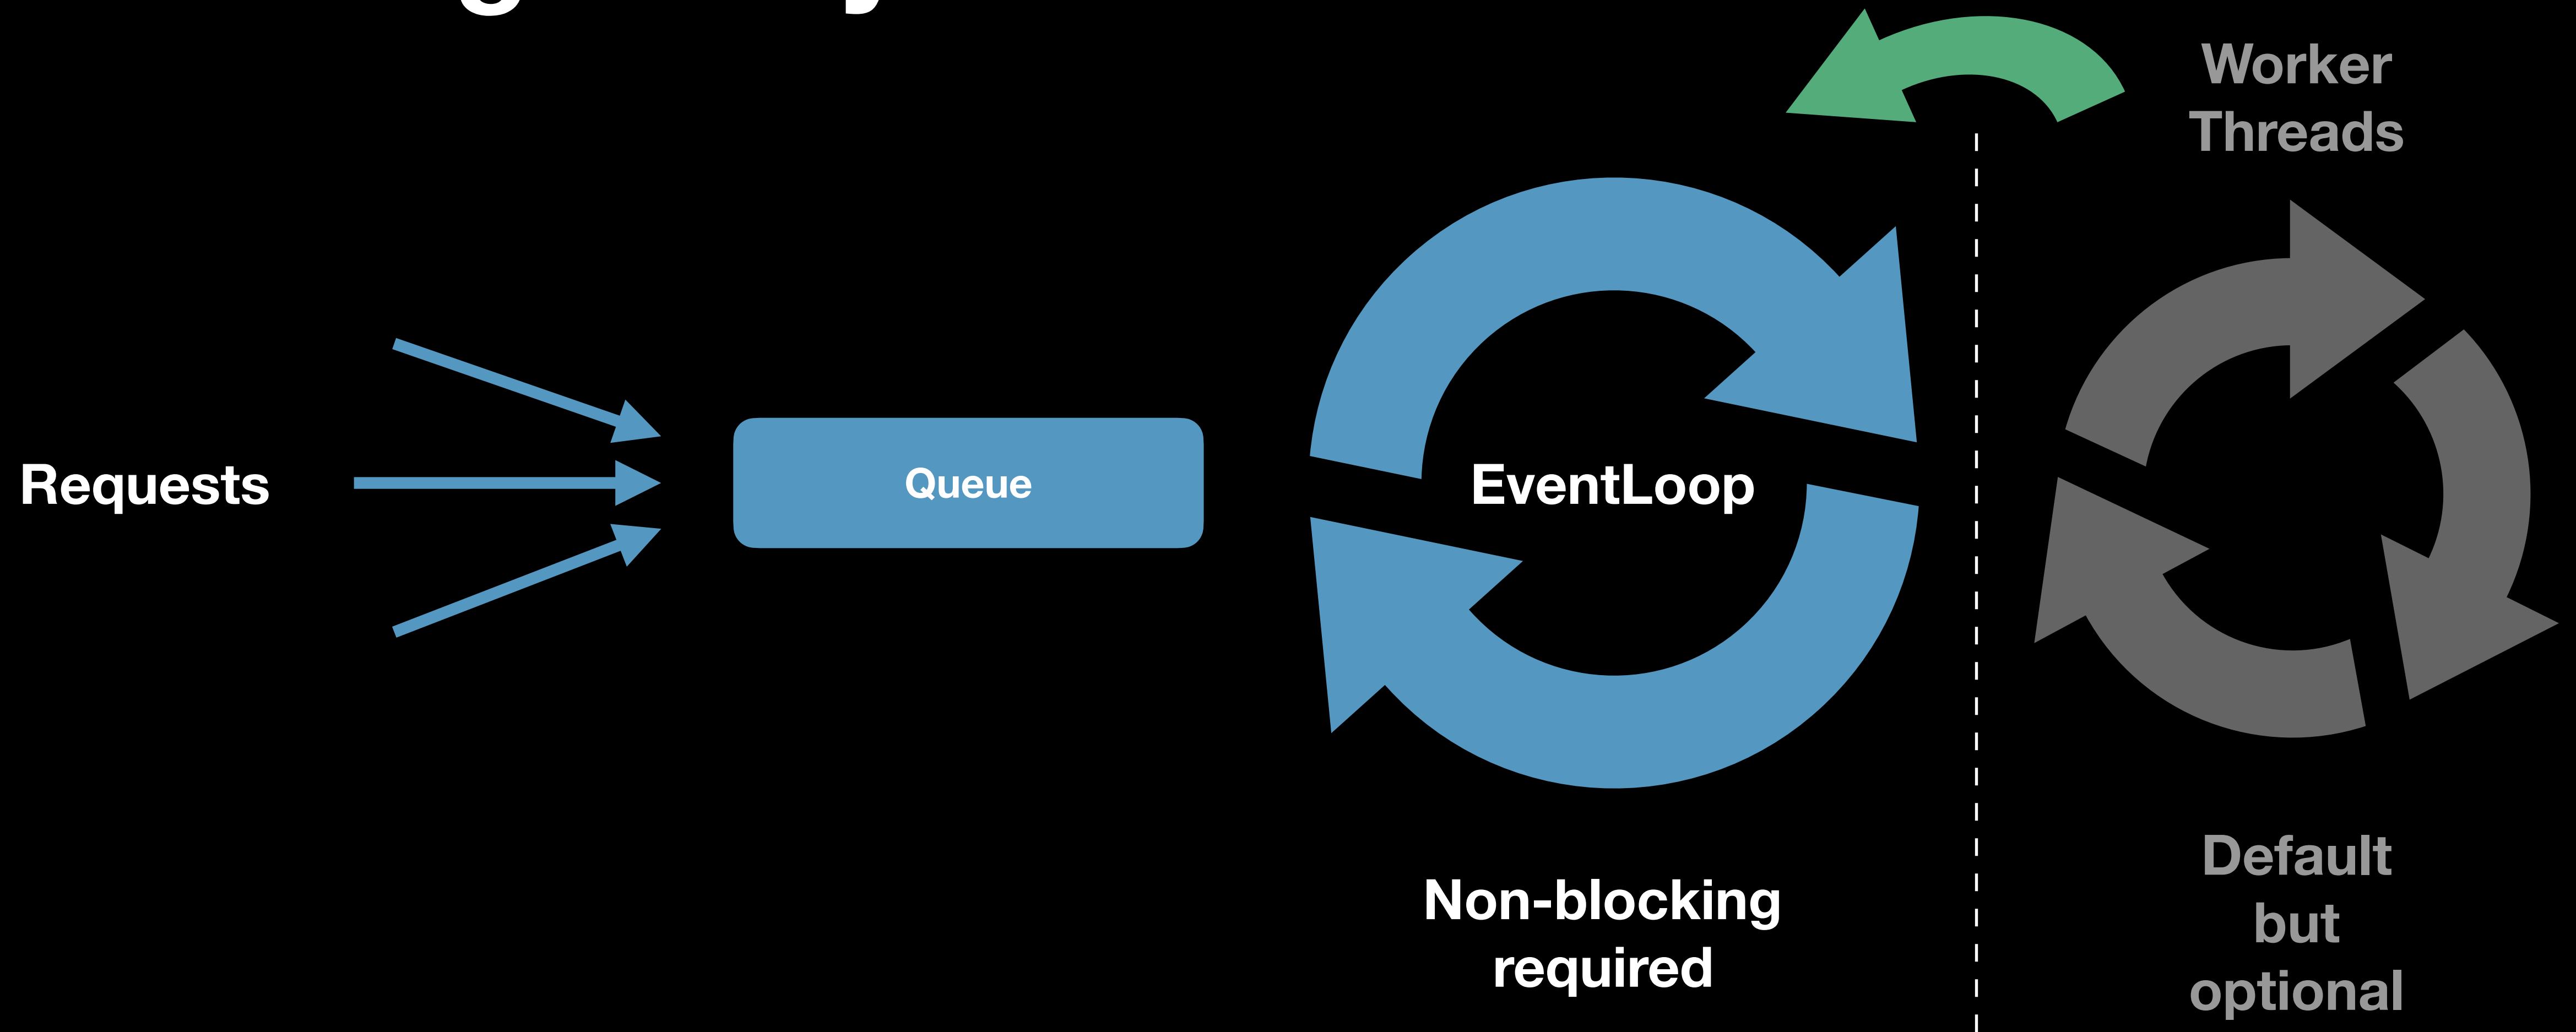 Requests
Queue
EventLoop
Non-blocking
required
Worker
Threads
Default
but
optional